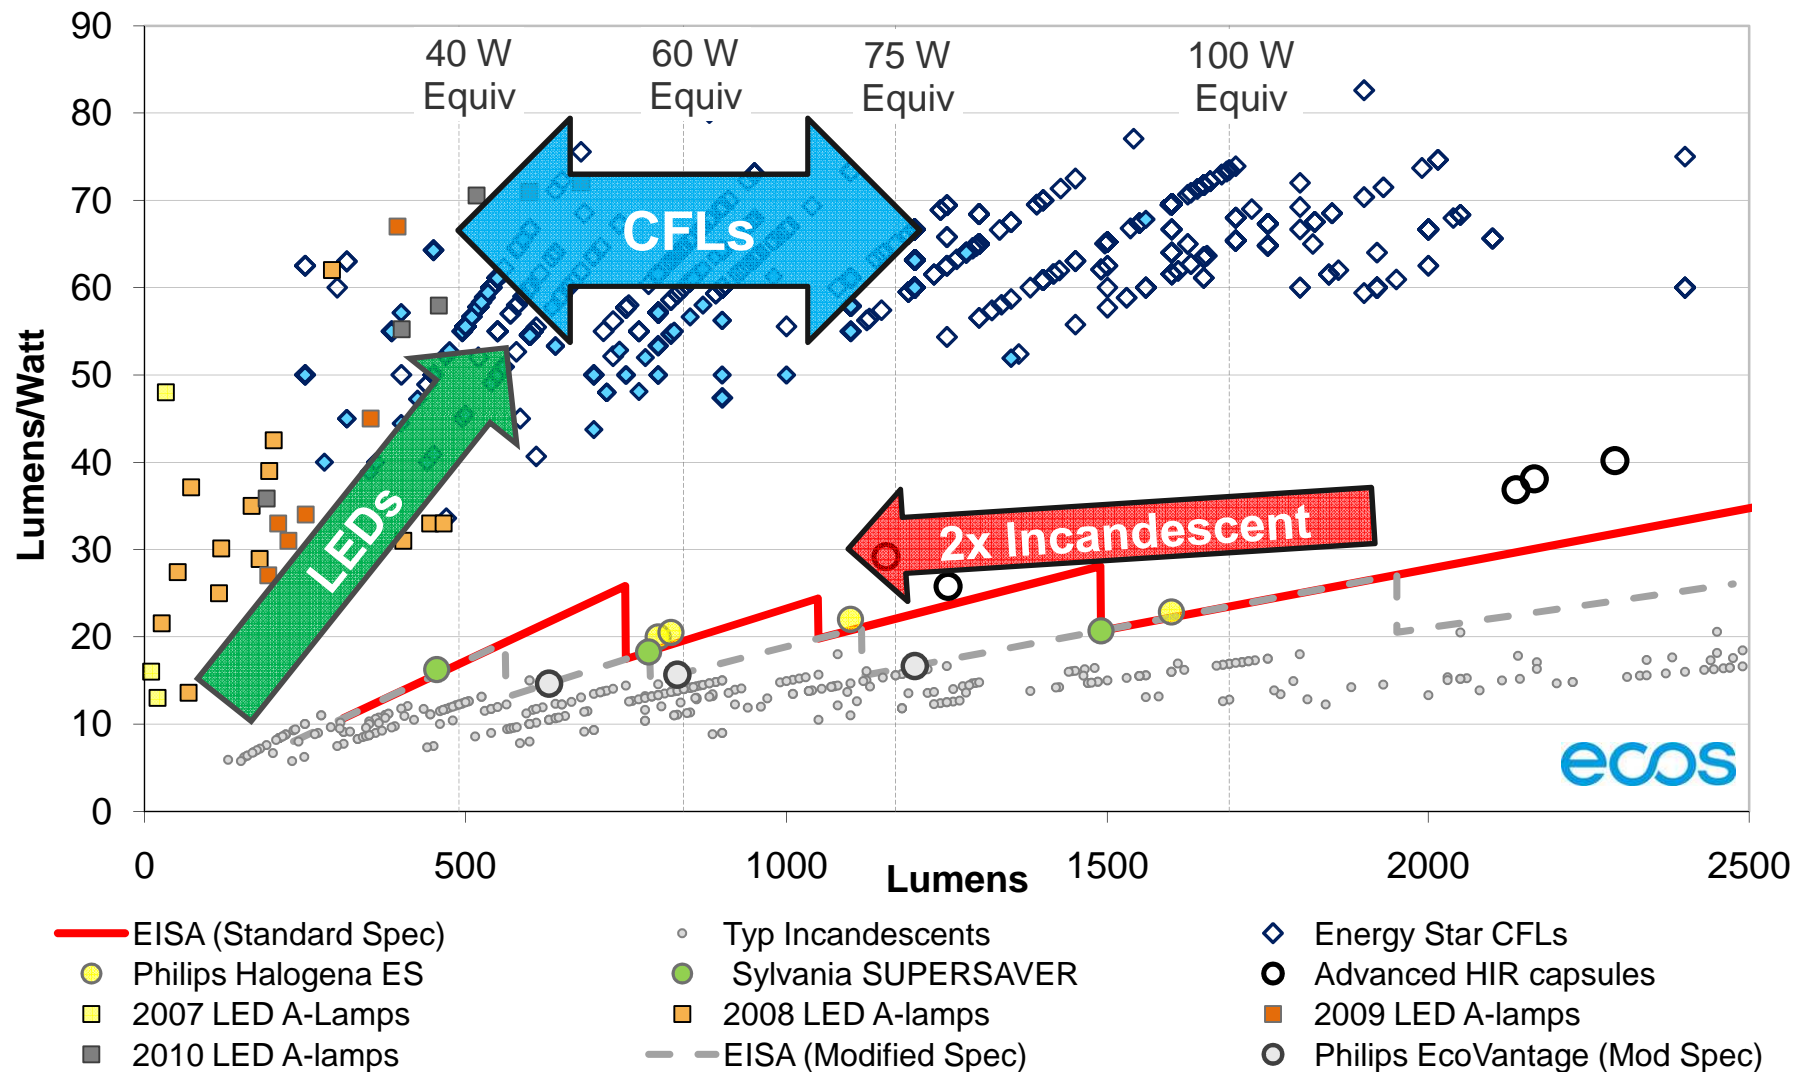 90
80
70
60
50
40
30
20
10
0
Lumens/Watt
40 W
Equiv
60 W
Equiv
75 W
Equiv
100 W
Equiv
CFLs
LEDs
2x Incandescent
ecos
0 500 1000 1500 2000 2500
Lumens
EISA (Standard Spec)
Typ Incandescents
Energy Star CFLs
Philips Halogena ES
Sylvania SUPERSAVER
Advanced HIR capsules
2007 LED A-Lamps
2008 LED A-lamps
2009 LED A-lamps
2010 LED A-lamps
EISA (Modified Spec)
Philips EcoVantage (Mod Spec)